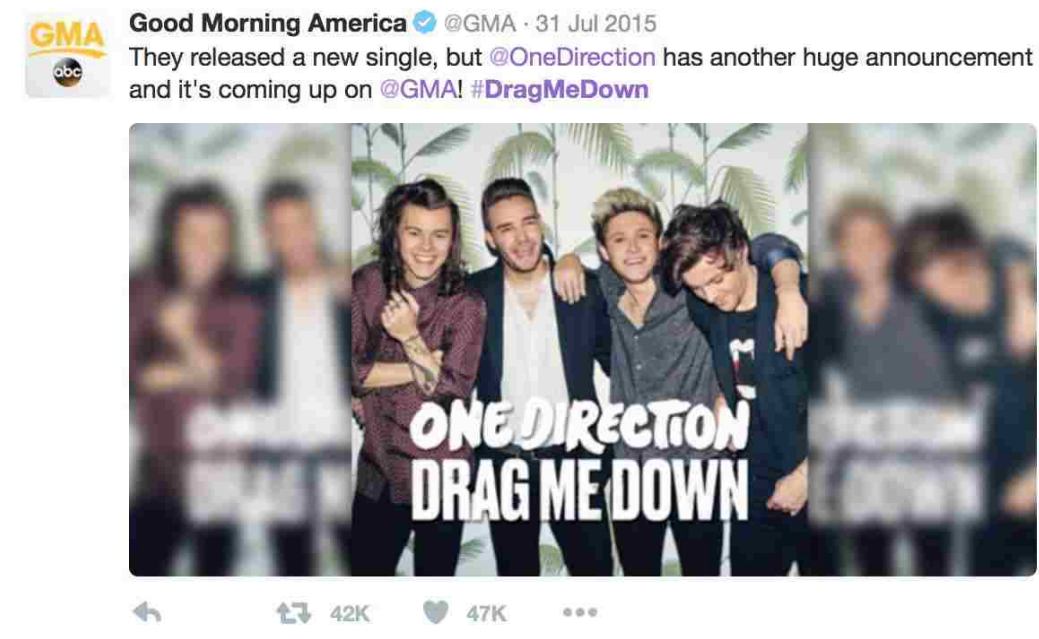 GMA
abc
Good Morning America @GMA · 31 Jul 2015
They released a new single, but @OneDirection has another huge announcement
and it's coming up on @GMA! #DragMeDown
ONE DIRECTION
DRAG ME DOWN
42K 47K